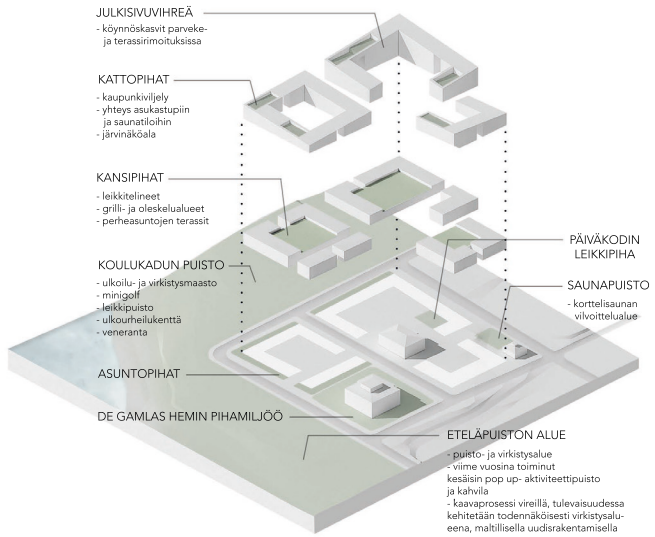 JULKISIVUVIHREÄ
- köynnöskasvit parveke-
ja terassirimoituksissa
KATTOPIHAT
- kaupunkiviljely
- yhteys asukastupiin
ja saunatiloihin
- järvinäköala
KANSIPIHAT
- leikkitelineet
- grilli- ja oleskelualueet
- perheasuntojen terassit
KOULUKADUN PUISTO
- ulkoilu- ja virkistysmaasto
- minigolf
- leikkipuisto
- ulkourheilukenttä
- veneranta
ASUNTOPIHAT
DE GAMLAS HEMIN PIHAMILJÖÖ
PÄIVÄKODIN
LEIKKIPIHA
SAUNAPUISTO
- korttelisaunan
vilvoittelualue
ETELÄPUISTON ALUE
- puisto- ja virkistysalue
- viime vuosina toiminut
kesäisin pop up- aktiviteettipuisto
ja kahvila
- kaavaprosessi vireillä, tulevaisuudessa
kehitetään todennäköisesti virkistysalu-
eena, maltillisella uudisrakentamisella